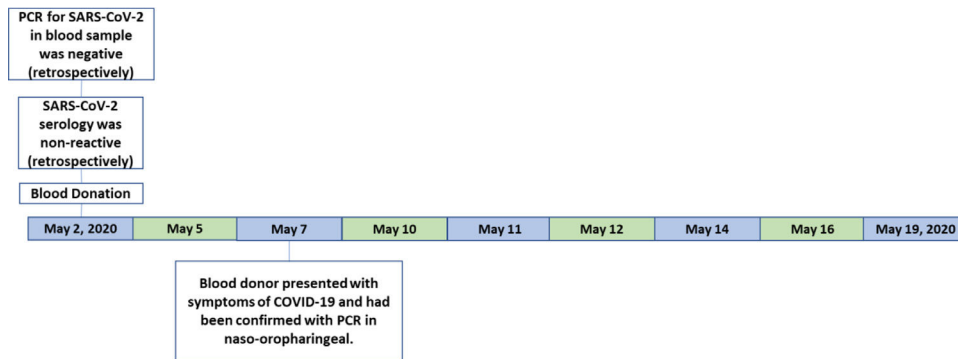 PCR for SARS-CoV-2
in blood sample
was negative
(retrospectively)
SARS-CoV-2
serology was
non-reactive
(retrospectively)
Blood Donation
May 2, 2020 May 5 May 7 May 10 May 11 May 12 May 14 May 16 May 19, 2020
Blood donor presented with
symptoms of COVID-19 and had
been confirmed with PCR in
naso-oropharingeal.